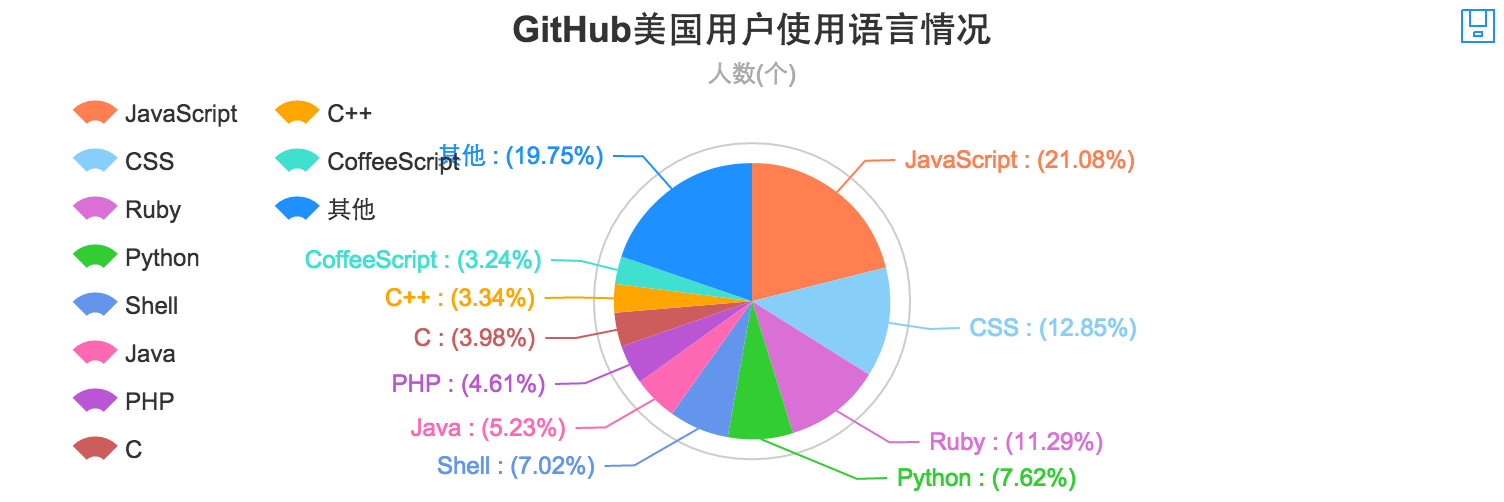 GitHub美国用户使用语言情况
人数(个)
JavaScript
CSS
Ruby
Python
Shell
Java
PHP
C
C++
CoffeeScript
其他
其他 : (19.75%)
JavaScript : (21.08%)
CoffeeScript : (3.24%)
C++ : (3.34%)
CSS : (12.85%)
C : (3.98%)
PHP : (4.61%)
Java : (5.23%)
Ruby : (11.29%)
Shell : (7.02%)
Python : (7.62%)